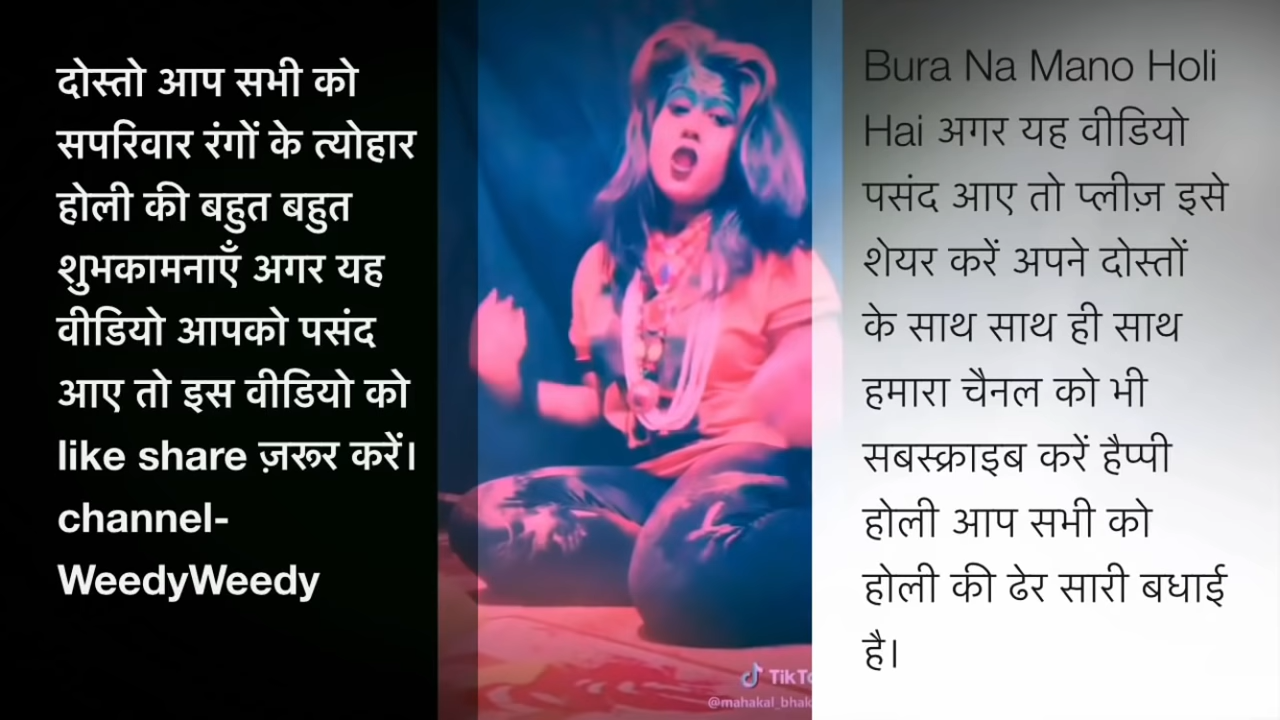 दोस्तो आप सभी को
सपरिवार रंगों के त्योहार
होली की बहुत बहुत
शुभकामनाएँ अगर यह
वीडियो आपको पसंद
आए तो इस वीडियो को
like share ज़रूर करें।
channel-
WeedyWeedy
Bura Na Mano Holi
Hai अगर यह वीडियो
पसंद आए तो प्लीज़ इसे
शेयर करें अपने दोस्तों
के साथ साथ ही साथ
हमारा चैनल को भी
सबस्क्राइब करें हैप्पी
होली आप सभी को
होली की ढेर सारी बधाई
है।